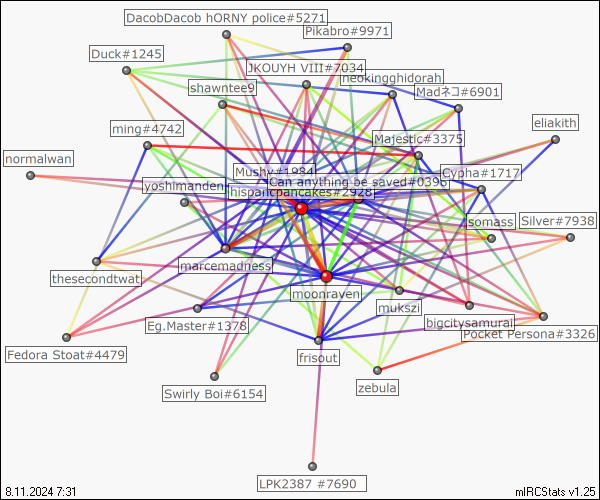 DacobDacob hORNY police#5271
Pikabro#9971
Duck#1245
JKOUYH VIII#7034
neokingghidorah
shawntee9
Madネコ#6901
eliakith
ming#4742
Majestic#3375
normalwan
Mushy#1984
Cypha#1717
yoshimanden
Can anything be saved#0396
hispanicpancakes#2928
somass
Silver#7938
marcemadness
thesecondtwat
moonraven
mukszi
bigcitysamurai
Eg.Master#1378
Pocket Persona#3326
Fedora Stoat#4479
frisout
Swirly Boi#6154
zebula
LPK2387 #7690
8.11.2024 7:31
mIRCStats v1.25